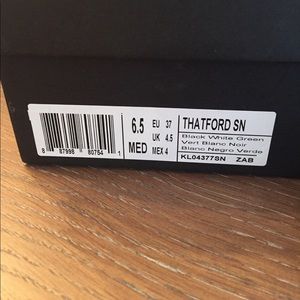 6.5 EU 37
UK 4.5
MED MEX 4
THATFORD SN
Black White Green
Vert Blanc Noir
Blanc Negro Verde
KL04377SN ZAB
8 87998 80754 1